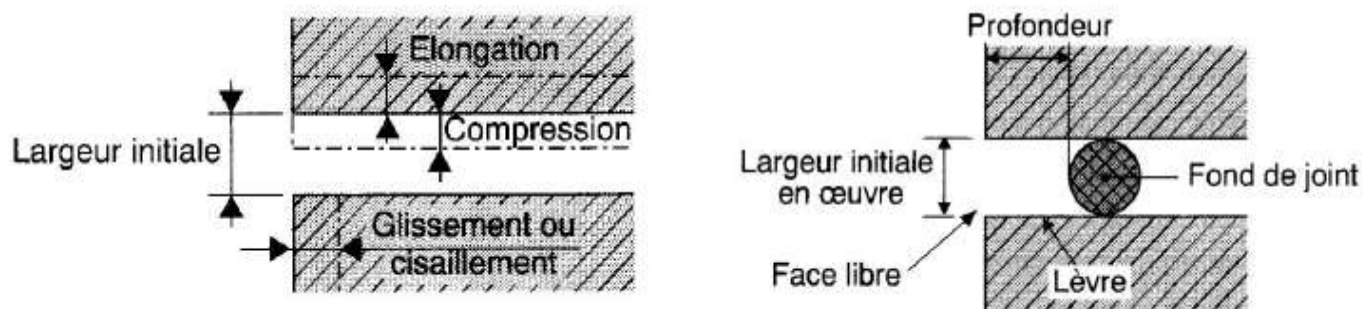 Elongation
Compression
Largeur initiale
Glissement ou
cisaillement
Profondeur
Largeur initiale
en œuvre
Fond de joint
Face libre
Lèvre